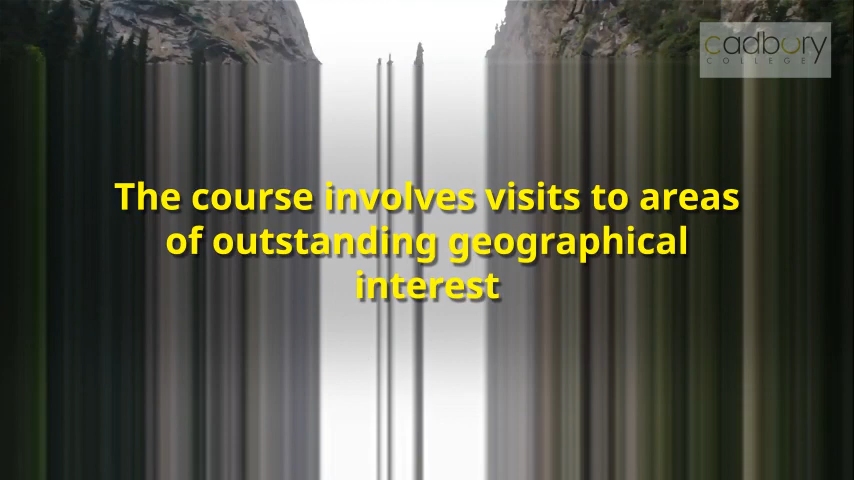 cadbury
COLLEGE
The course involves visits to areas
of outstanding geographical
interest